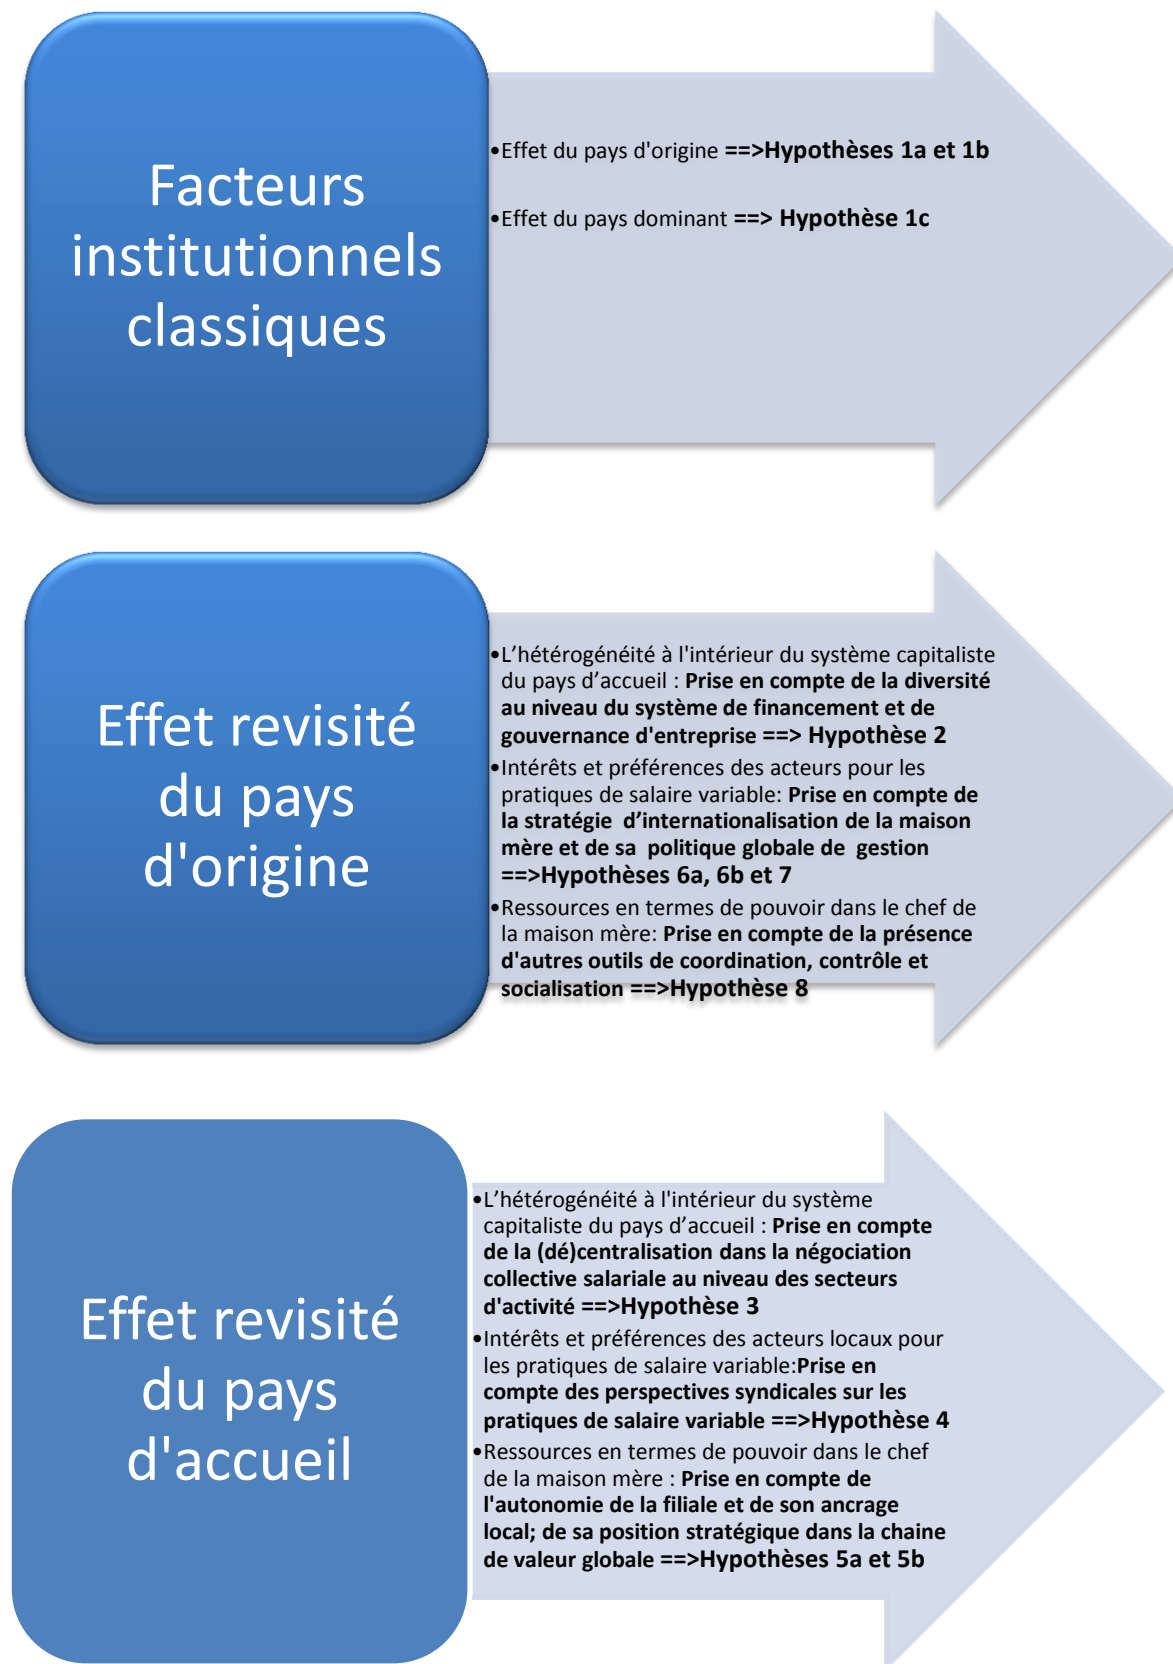 Facteurs
institutionnels
classiques
•Effet du pays d'origine ==>Hypothèses 1a et 1b
•Effet du pays dominant ==> Hypothèse 1c
Effet revisité
du pays
d'origine
•L’hétérogénéité à l'intérieur du système capitaliste
du pays d’accueil : Prise en compte de la diversité
au niveau du système de financement et de
gouvernance d'entreprise ==> Hypothèse 2
•Intérêts et préférences des acteurs pour les
pratiques de salaire variable: Prise en compte de
la stratégie d’internationalisation de la maison
mère et de sa politique globale de gestion
==>Hypothèses 6a, 6b et 7
•Ressources en termes de pouvoir dans le chef de
la maison mère: Prise en compte de la présence
d'autres outils de coordination, contrôle et
socialisation ==>Hypothèse 8
Effet revisité
du pays
d'accueil
•L’hétérogénéité à l'intérieur du système
capitaliste du pays d’accueil : Prise en compte
de la (dé)centralisation dans la négociation
collective salariale au niveau des secteurs
d'activité ==>Hypothèse 3
•Intérêts et préférences des acteurs locaux pour
les pratiques de salaire variable:Prise en
compte des perspectives syndicales sur les
pratiques de salaire variable ==>Hypothèse 4
•Ressources en termes de pouvoir dans le chef
de la maison mère : Prise en compte de
l'autonomie de la filiale et de son ancrage
local; de sa position stratégique dans la chaine
de valeur globale ==>Hypothèses 5a et 5b